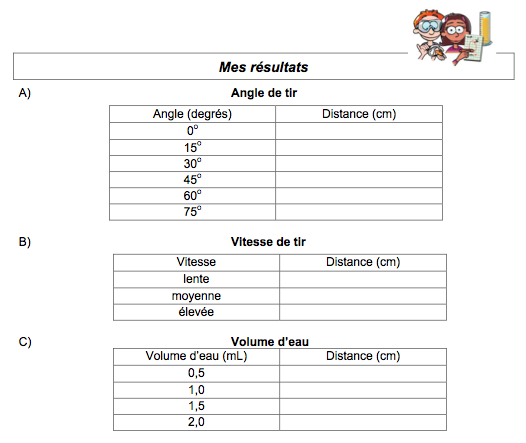 Mes résultats
A) Angle de tir
Angle (degrés) Distance (cm)
0°
15°
30°
45°
60°
75°
B) Vitesse de tir
Vitesse Distance (cm)
lente
moyenne
élevée
C) Volume d'eau
Volume d'eau (mL) Distance (cm)
0,5
1,0
1,5
2,0